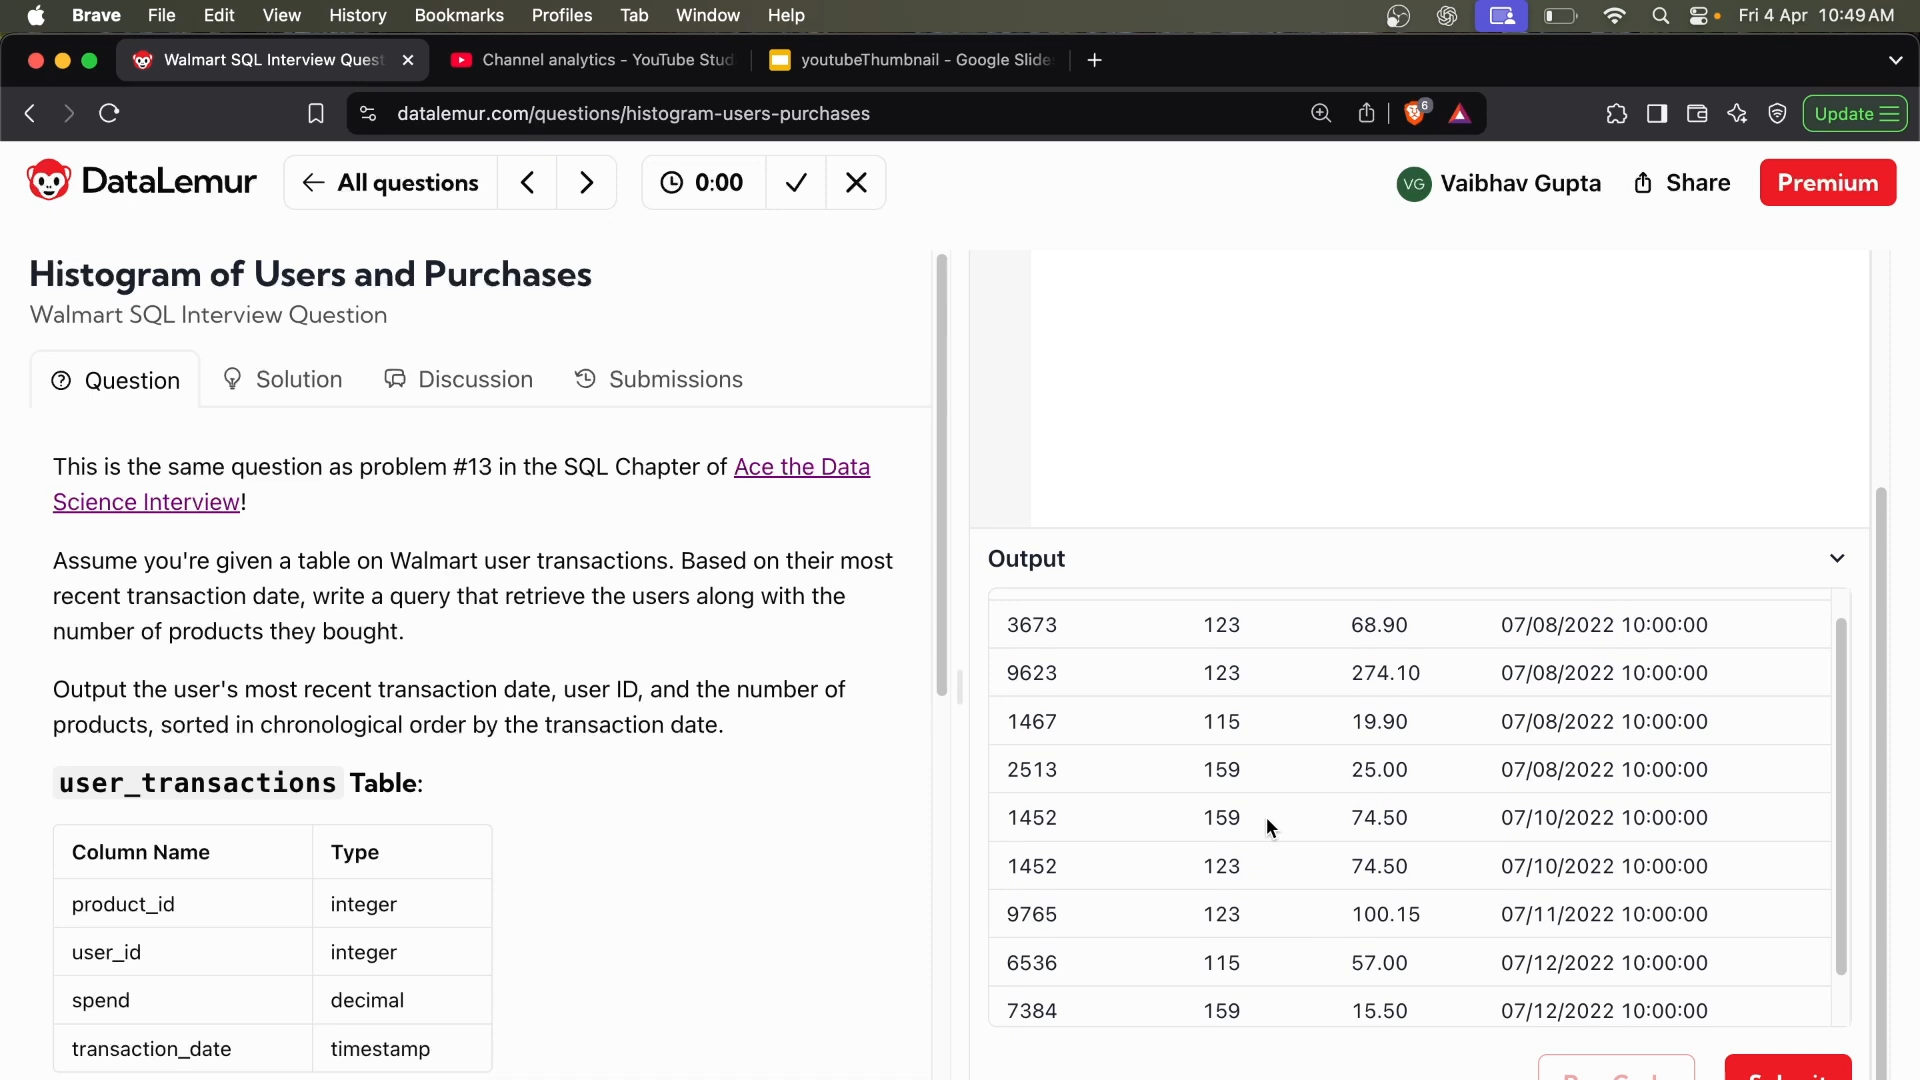 Brave File Edit View History Bookmarks Profiles Tab Window Help Fri 4 Apr 10:49 AM
Walmart SQL Interview Quest Channel analytics - YouTube Stud youtubeThumbnail - Google Slide
datalemur.com/questions/histogram-users-purchases 6 Update
DataLemur All questions 0:00 VG Vaibhav Gupta Share Premium
Histogram of Users and Purchases
Walmart SQL Interview Question
Question Solution Discussion Submissions
This is the same question as problem #13 in the SQL Chapter of Ace the Data
Science Interview!
Assume you're given a table on Walmart user transactions. Based on their most
recent transaction date, write a query that retrieve the users along with the
number of products they bought.
Output the user's most recent transaction date, user ID, and the number of
products, sorted in chronological order by the transaction date.
user_transactions Table:
Column Name Type
product_id integer
user_id integer
spend decimal
transaction_date timestamp
Output
3673 123 68.90 07/08/2022 10:00:00
9623 123 274.10 07/08/2022 10:00:00
1467 115 19.90 07/08/2022 10:00:00
2513 159 25.00 07/08/2022 10:00:00
1452 159 74.50 07/10/2022 10:00:00
1452 123 74.50 07/10/2022 10:00:00
9765 123 100.15 07/11/2022 10:00:00
6536 115 57.00 07/12/2022 10:00:00
7384 159 15.50 07/12/2022 10:00:00